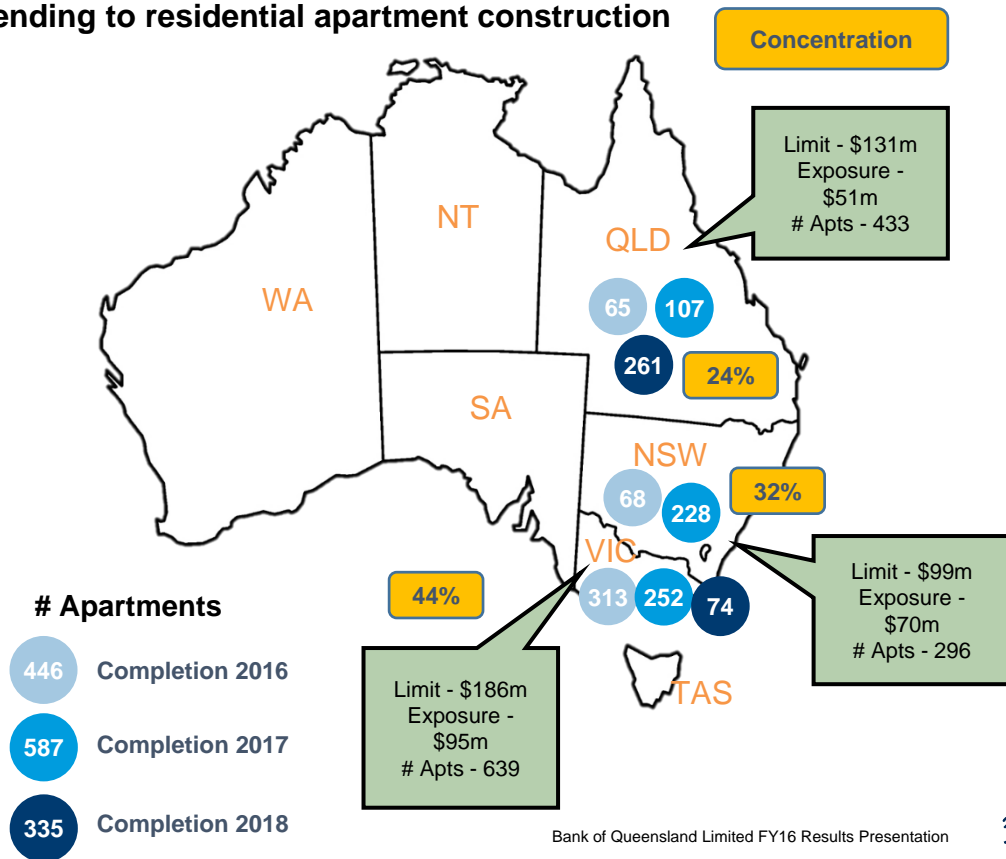 ending to residential apartment construction
Concentration
Limit - $131m
Exposure -
$51m
# Apts - 433
NT
QLD
WA
65
107
261
24%
SA
NSW
68
228
32%
VIC
313
252
74
44%
Limit - $99m
Exposure -
$70m
# Apts - 296
# Apartments
446 Completion 2016
587 Completion 2017
335 Completion 2018
Limit - $186m
Exposure -
$95m
# Apts - 639
TAS
Bank of Queensland Limited FY16 Results Presentation